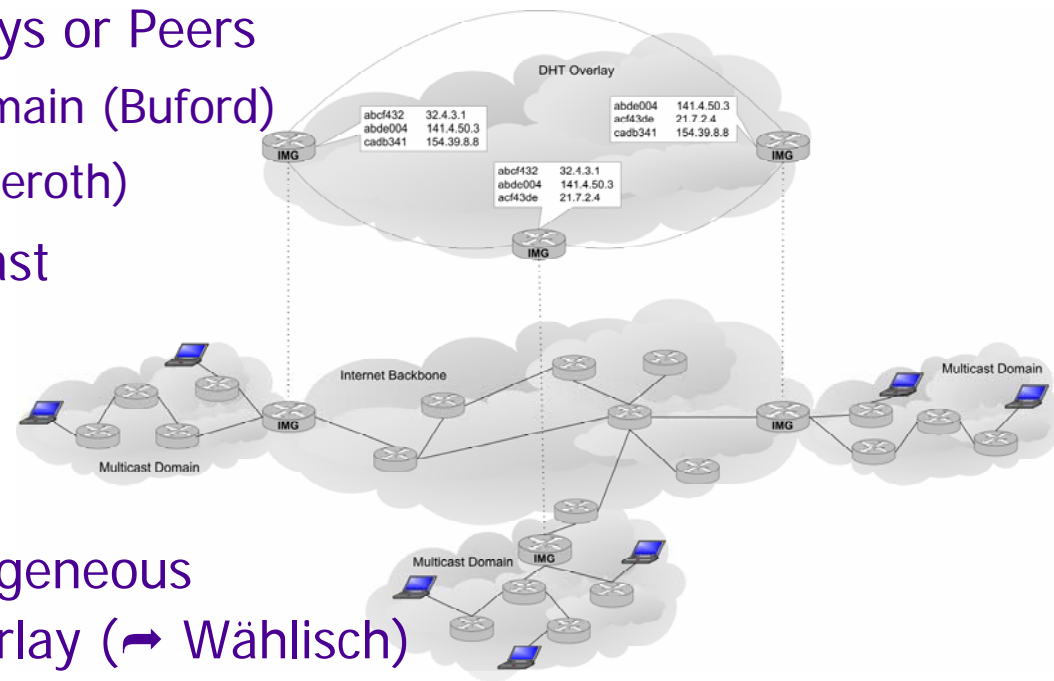 ys or Peers
main (Buford)
eroth)
ast
geneous
rlay (➦ Wählisch)
DHT Overlay
abcf432 32.4.3.1
abde004 141.4.50.3
cadb341 154.39.8.8
IMG
abde004 141.4.50.3
acf43de 21.7.2.4
cadb341 154.39.8.8
IMG
abcf432 32.4.3.1
abde004 141.4.50.3
acf43de 21.7.2.4
IMG
Internet Backbone
Multicast Domain
IMG
IMG
Multicast Domain
Multicast Domain
IMG